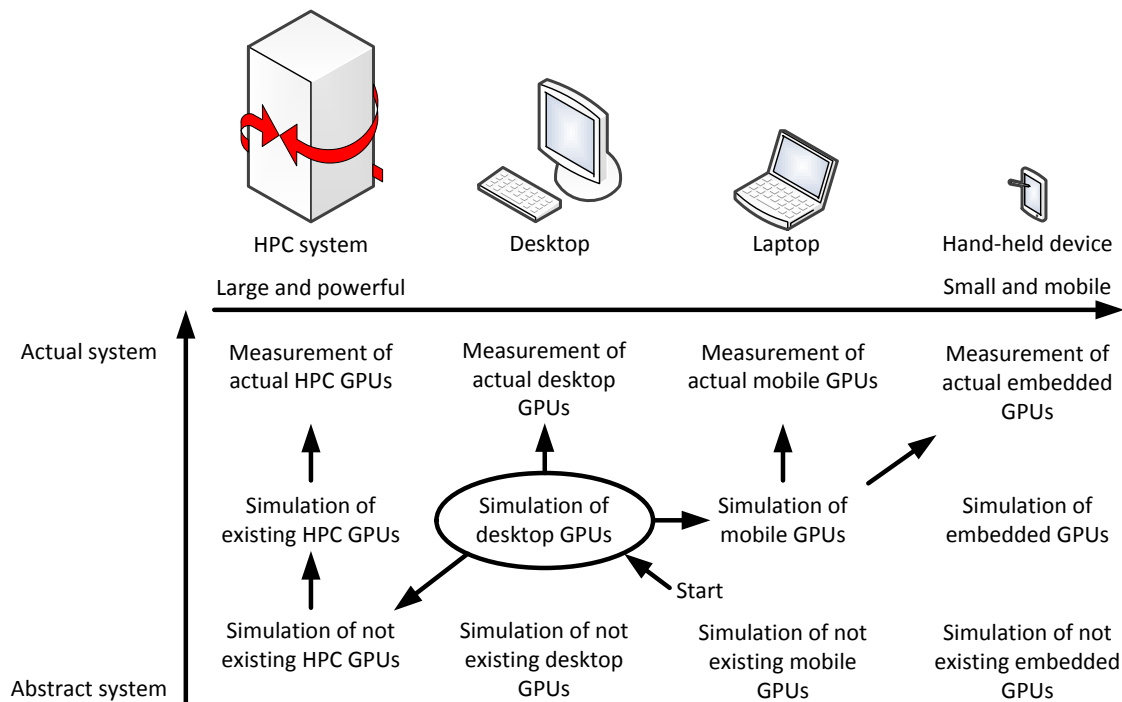 HPC system
Desktop
Laptop
Hand-held device
Large and powerful
Small and mobile
Actual system
Measurement of
actual HPC GPUs
Measurement of
actual desktop
GPUs
Measurement of
actual mobile GPUs
Measurement of
actual embedded
GPUs
Simulation of
existing HPC GPUs
Simulation of
desktop GPUs
Simulation of
mobile GPUs
Simulation of
embedded GPUs
Start
Simulation of not
existing HPC GPUs
Simulation of not
existing desktop
GPUs
Simulation of not
existing mobile
GPUs
Simulation of not
existing embedded
GPUs
Abstract system